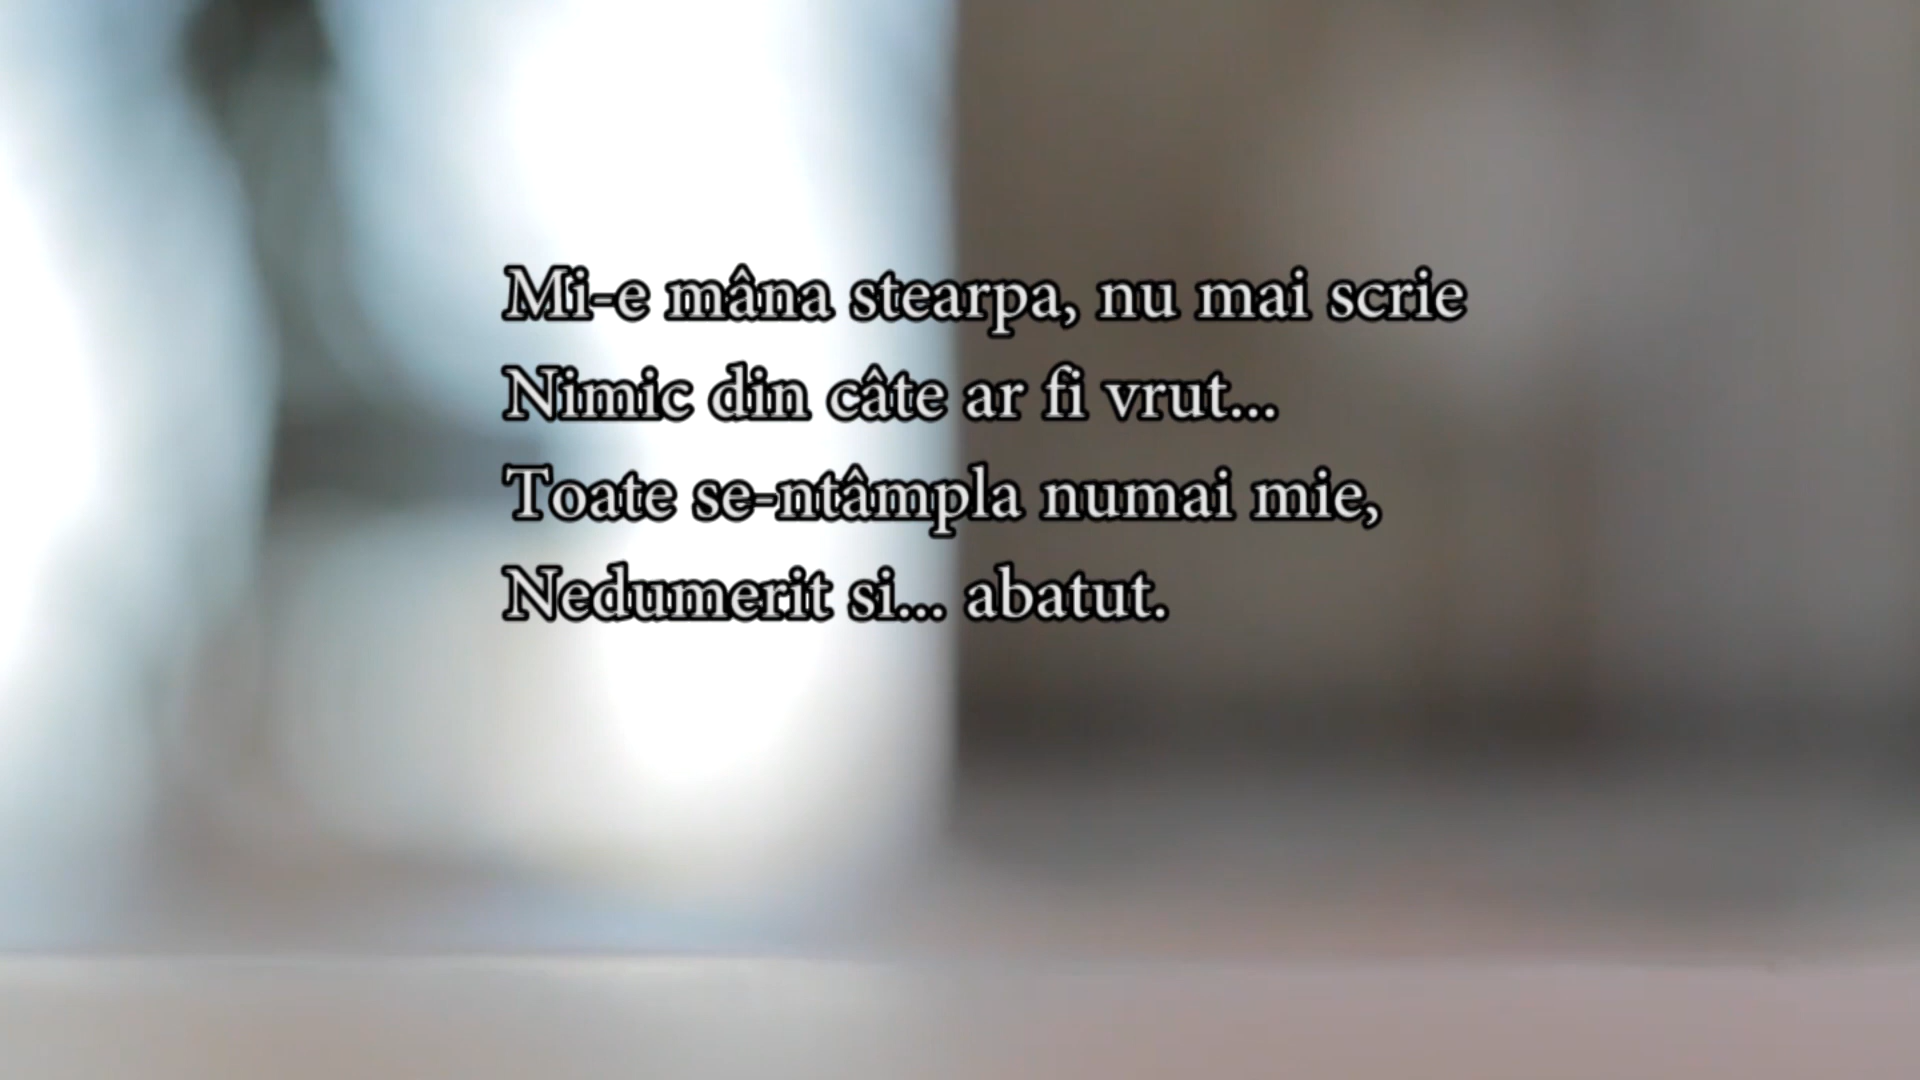 Mi-e mâna stearpa, nu mai scrie
Nimic din câte ar fi vrut...
Toate se-ntâmpla numai mie,
Nedumerit si... abatut.